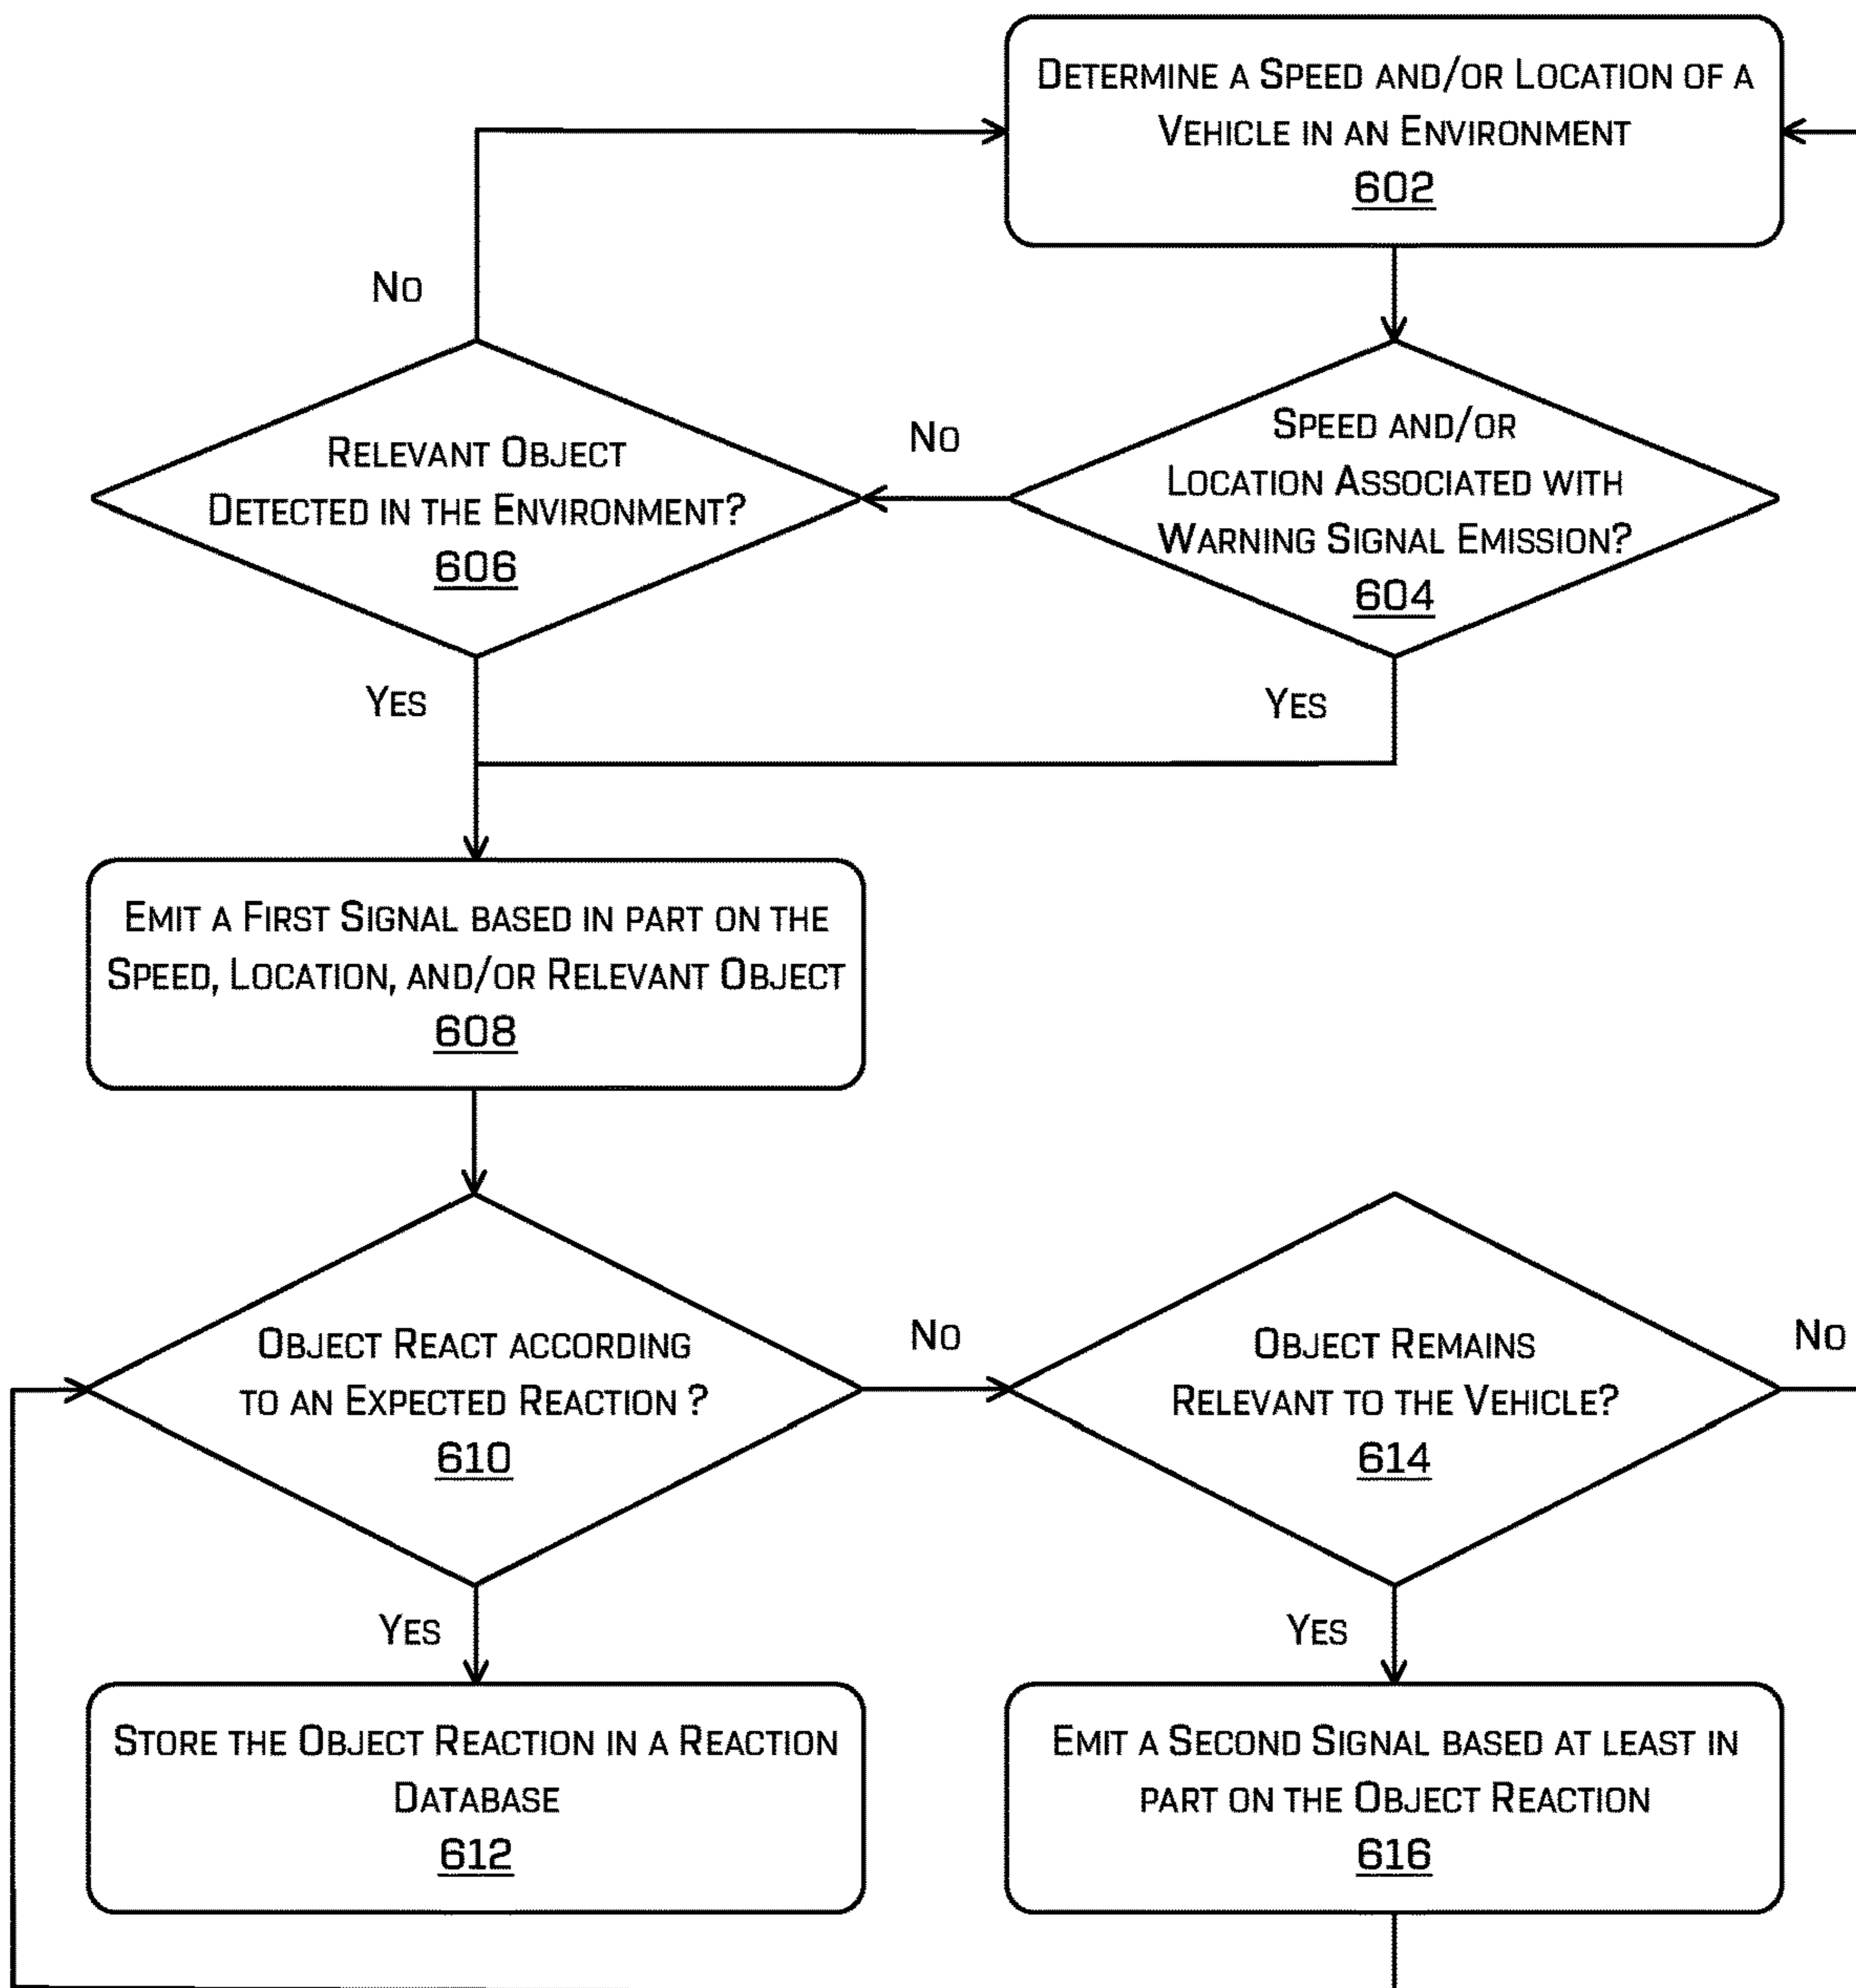 Determine a Speed and/or Location of a
Vehicle in an Environment
602
No
Speed and/or
Location Associated with
Warning Signal Emission?
604
No
Relevant Object
Detected in the Environment?
606
Yes
Yes
Emit a First Signal based in part on the
Speed, Location, and/or Relevant Object
608
Object React according
to an Expected Reaction ?
610
No
Object Remains
Relevant to the Vehicle?
614
No
Yes
Yes
Store the Object Reaction in a Reaction
Database
612
Emit a Second Signal based at least in
part on the Object Reaction
616